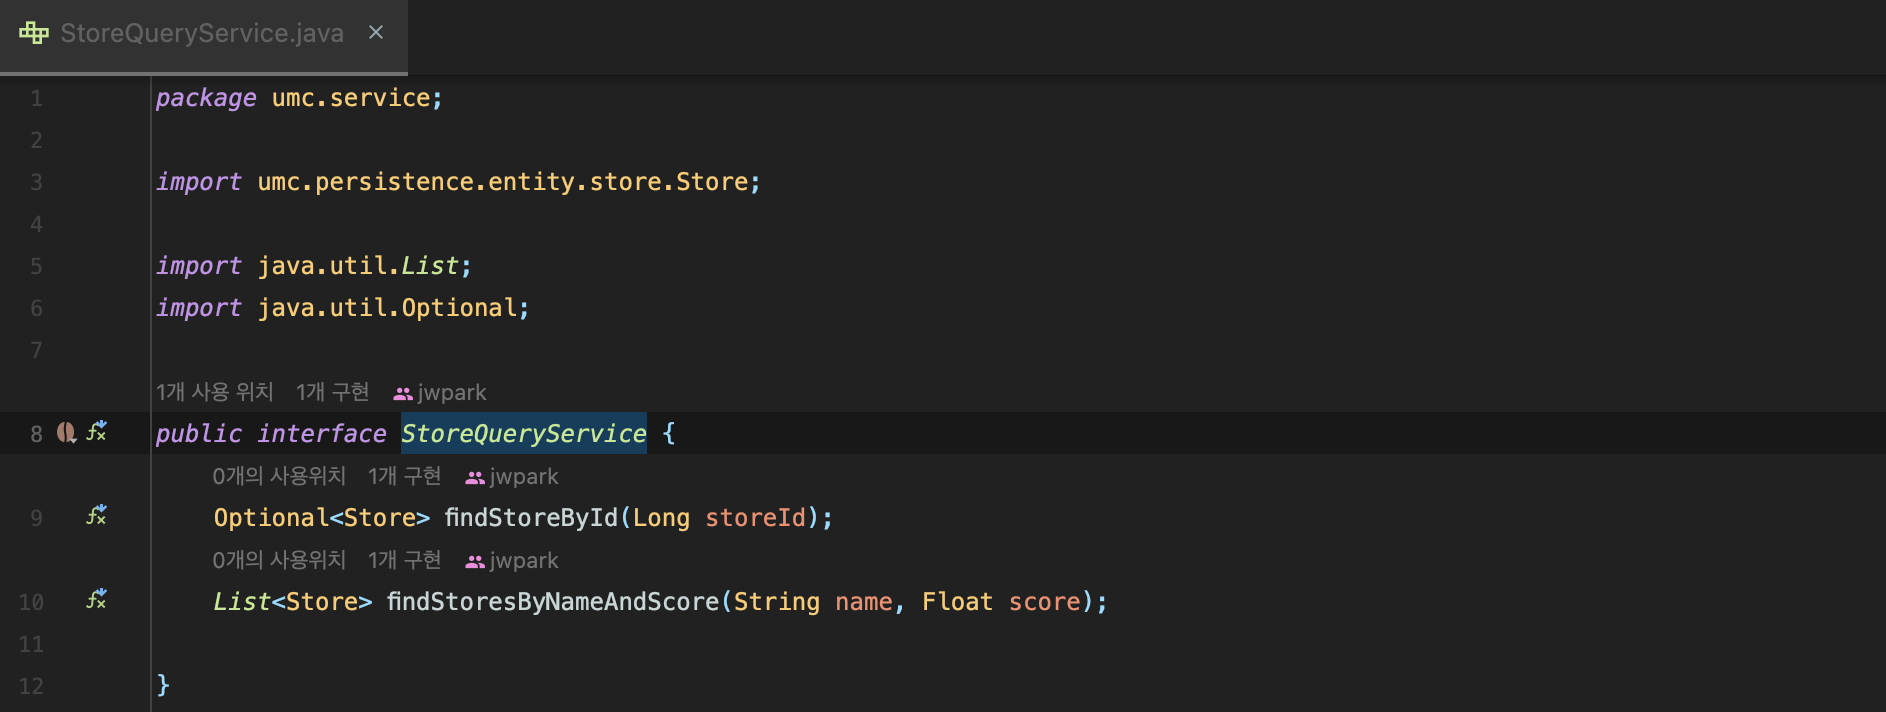 StoreQueryService.java
1 package umc.service;
2
3 import umc.persistence.entity.store.Store;
4
5 import java.util.List;
6 import java.util.Optional;
7
1개 사용 위치 1개 구현 jwpark
8 public interface StoreQueryService {
0개의 사용위치 1개 구현 jwpark
9 Optional<Store> findStoreById(Long storeId);
0개의 사용위치 1개 구현 jwpark
10 List<Store> findStoresByNameAndScore(String name, Float score);
11
12 }